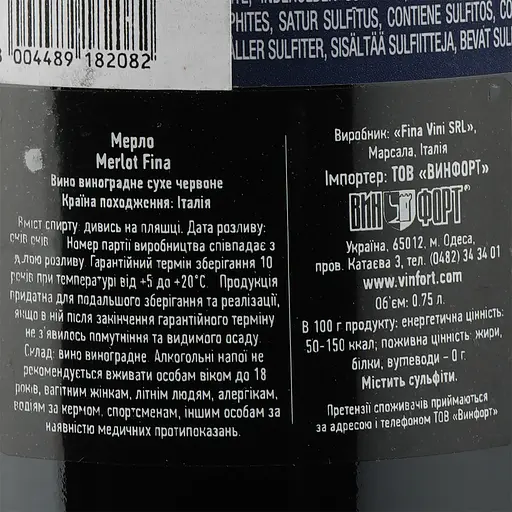 SATUR SULFĪTUS, CONTIENE SULFITOS,
SULFITER, SISÄLTÄÄ SULFIITTEJA,
004489 182082
Мерло
Merlot Fina
Вино виноградне сухе червоне
Країна походження: Італія
Вміст спирту: дивись на пляшці. Дата розливу:
Номер партії виробництва співпадає з
розливу. Гарантійний термін зберігання 10
років при температурі від +5 до +20°С Продукція
придатна для подальшого зберігання та реалізації,
якщо в ній після закінчення гарантійного терміну
не з'явилось помутніння та видимого осаду.
Склад: вино виноградне. Алкогольні напої не
рекомендується вживати особам віком до 18
років, вагітним жінкам, літнім людям, алергікам,
водіям за кермом, спортсменам, іншим особам за
наявністю медичних протипоказань.
Виробник: «Fina Vini SRL»,
Марсала, Італія
Імпортер: ТОВ «ВИНФОРТ»
ВИН ФОРТ®
Україна, 65012, м. Одеса,
пров. Катаєва 3, тел. (0482) 34 34 01
www.vinfort.com
Об'єм: 0.75 л.
В 100 г продукту: енергетична цінність:
50-150 ккал; поживна цінність: жири,
білки, вуглеводи – 0 г.
Містить сульфіти.
Претензії споживачів приймаються
за адресою і телефоном ТОВ «Винфорт»